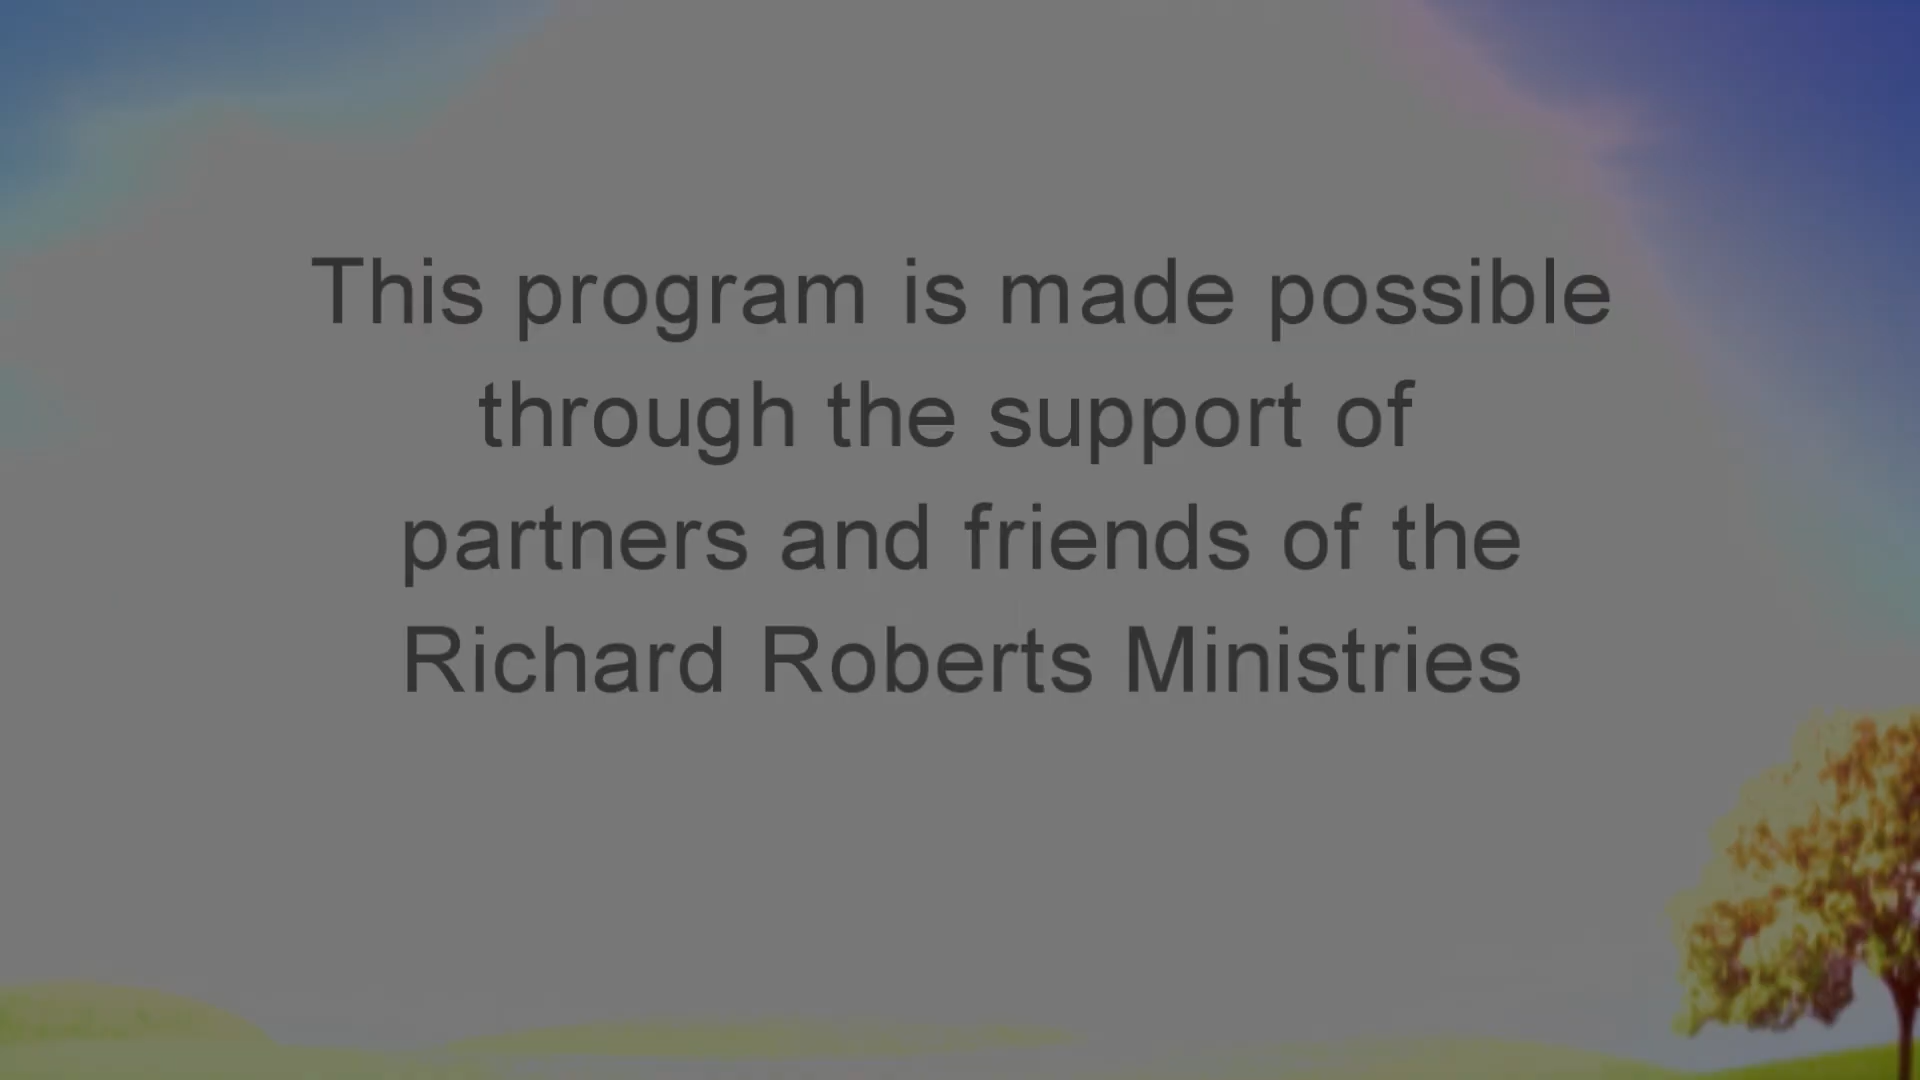 This program is made possible
through the support of
partners and friends of the
Richard Roberts Ministries